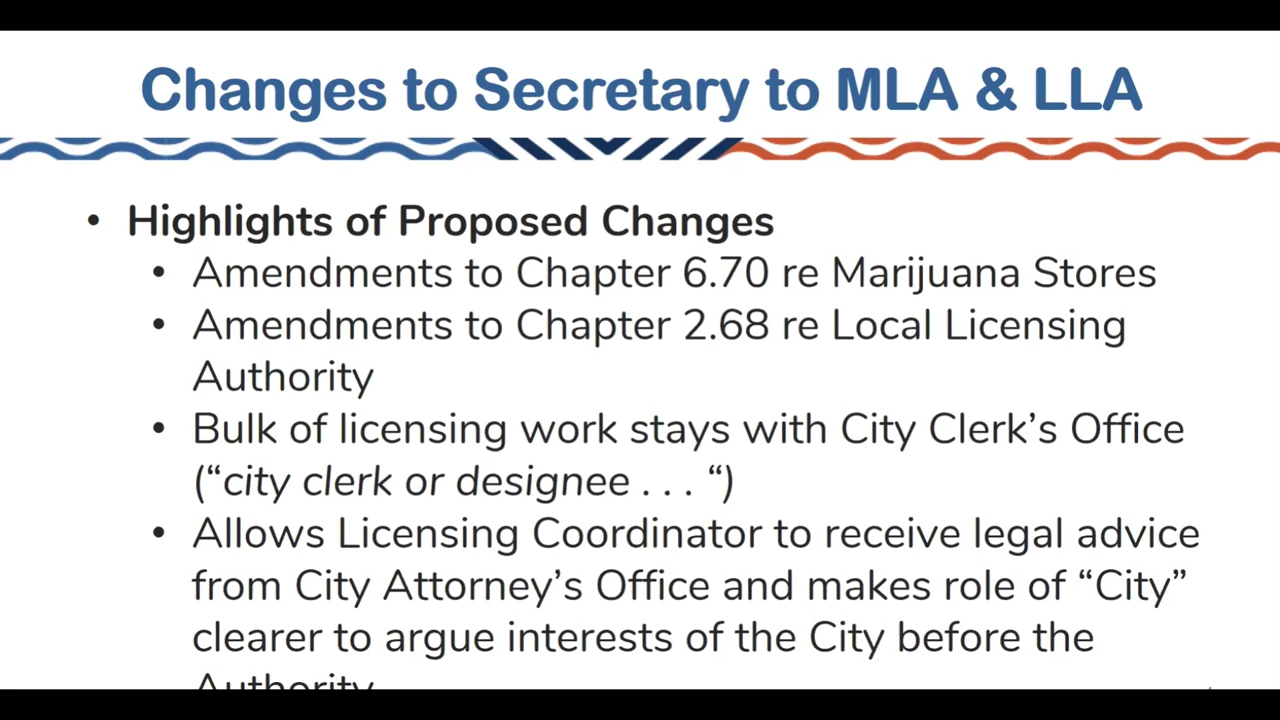 Changes to Secretary to MLA & LLA
• Highlights of Proposed Changes
• Amendments to Chapter 6.70 re Marijuana Stores
• Amendments to Chapter 2.68 re Local Licensing
Authority
• Bulk of licensing work stays with City Clerk’s Office
(“city clerk or designee . . . “)
• Allows Licensing Coordinator to receive legal advice
from City Attorney’s Office and makes role of “City”
clearer to argue interests of the City before the
Authority